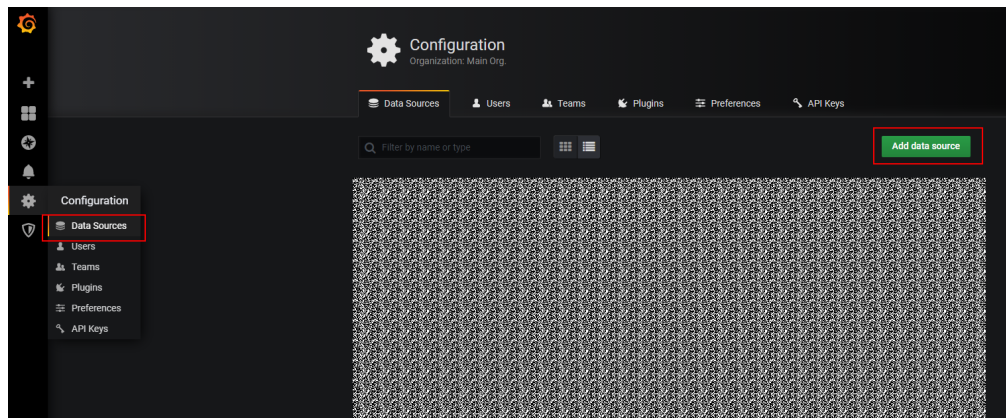 Configuration
Organization: Main Org.
Data Sources Users Teams Plugins Preferences API Keys
Filter by name or type
Add data source
Configuration
Data Sources
Users
Teams
Plugins
Preferences
API Keys